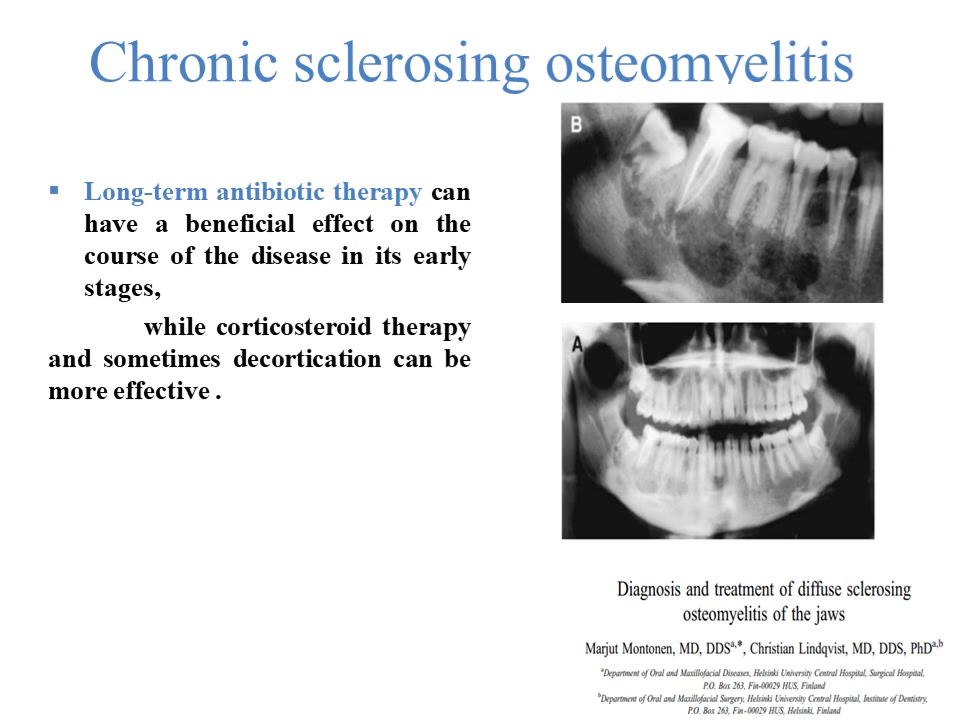 Chronic sclerosing osteomyelitis
▪ Long-term antibiotic therapy can
have a beneficial effect on the
course of the disease in its early
stages,
while corticosteroid therapy
and sometimes decortication can be
more effective .
B
A
Diagnosis and treatment of diffuse sclerosing
osteomyelitis of the jaws
Marjut Montonen, MD, DDSa,*, Christian Lindqvist, MD, DDS, PhDa,b
aDepartment of Oral and Maxillofacial Diseases, Helsinki University Central Hospital, Surgical Hospital,
P.O. Box 263, Fin-00029 HUS, Finland
bDepartment of Oral and Maxillofacial Surgery, Helsinki University Central Hospital, Institute of Dentistry,
P.O. Box 263, Fin-00029 HUS, Helsinki, Finland